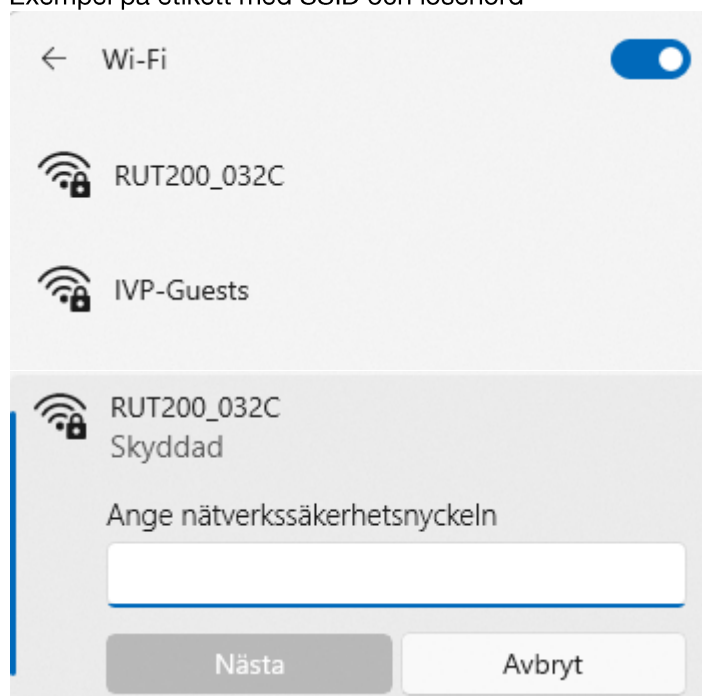 Exempel på etikett med SSID och lösenord
Wi-Fi
RUT200_032C
IVP-Guests
RUT200_032C
Skyddad
Ange nätverkssäkerhetsnyckeln
Nästa
Avbryt